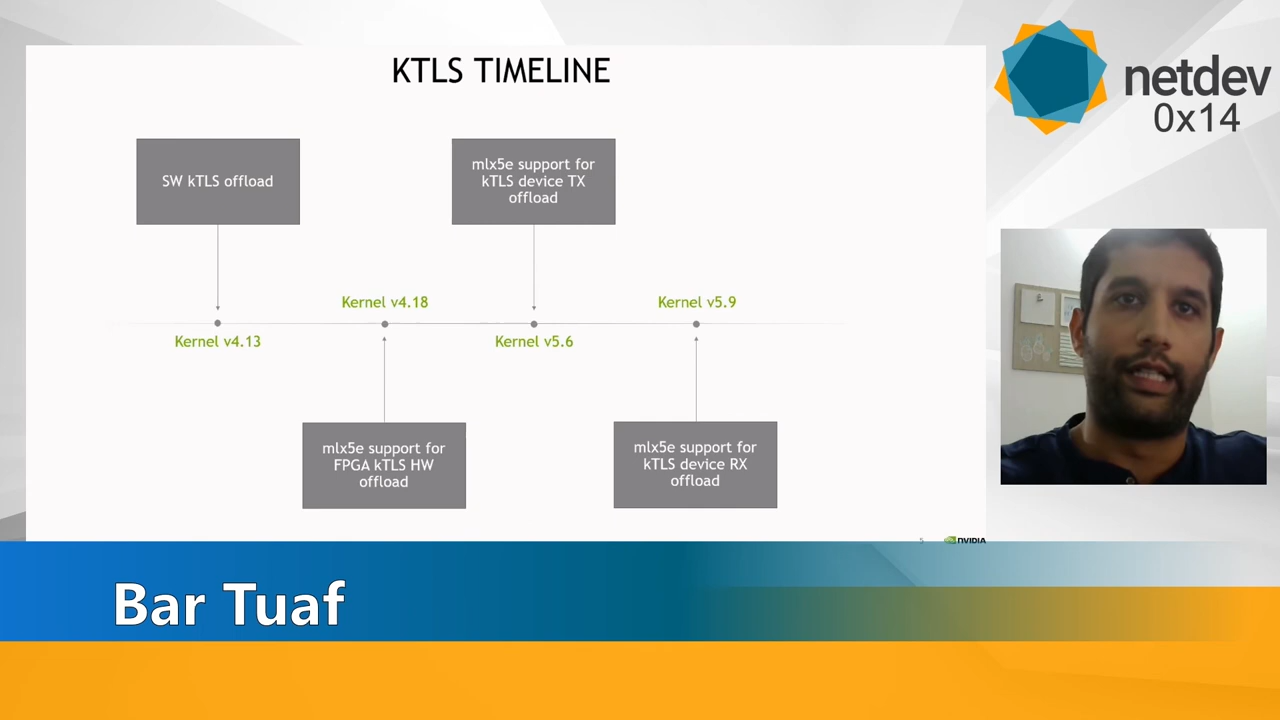 KTLS TIMELINE
netdev
0x14
SW kTLS offload
mlx5e support for
kTLS device TX
offload
Kernel v4.18
Kernel v5.9
Kernel v4.13
Kernel v5.6
mlx5e support for
FPGA kTLS HW
offload
mlx5e support for
kTLS device RX
offload
5
NVIDIA
Bar Tuaf